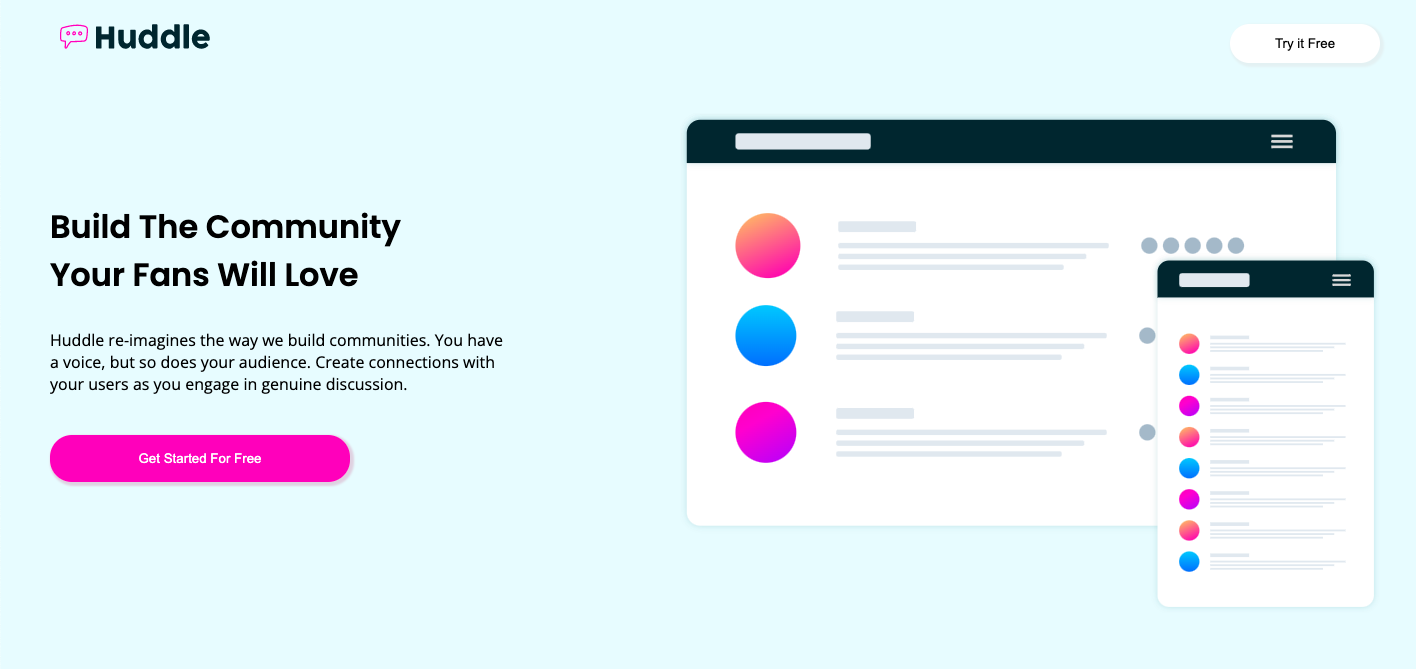 Huddle
Try it Free
Build The Community
Your Fans Will Love
Huddle re-imagines the way we build communities. You have
a voice, but so does your audience. Create connections with
your users as you engage in genuine discussion.
Get Started For Free